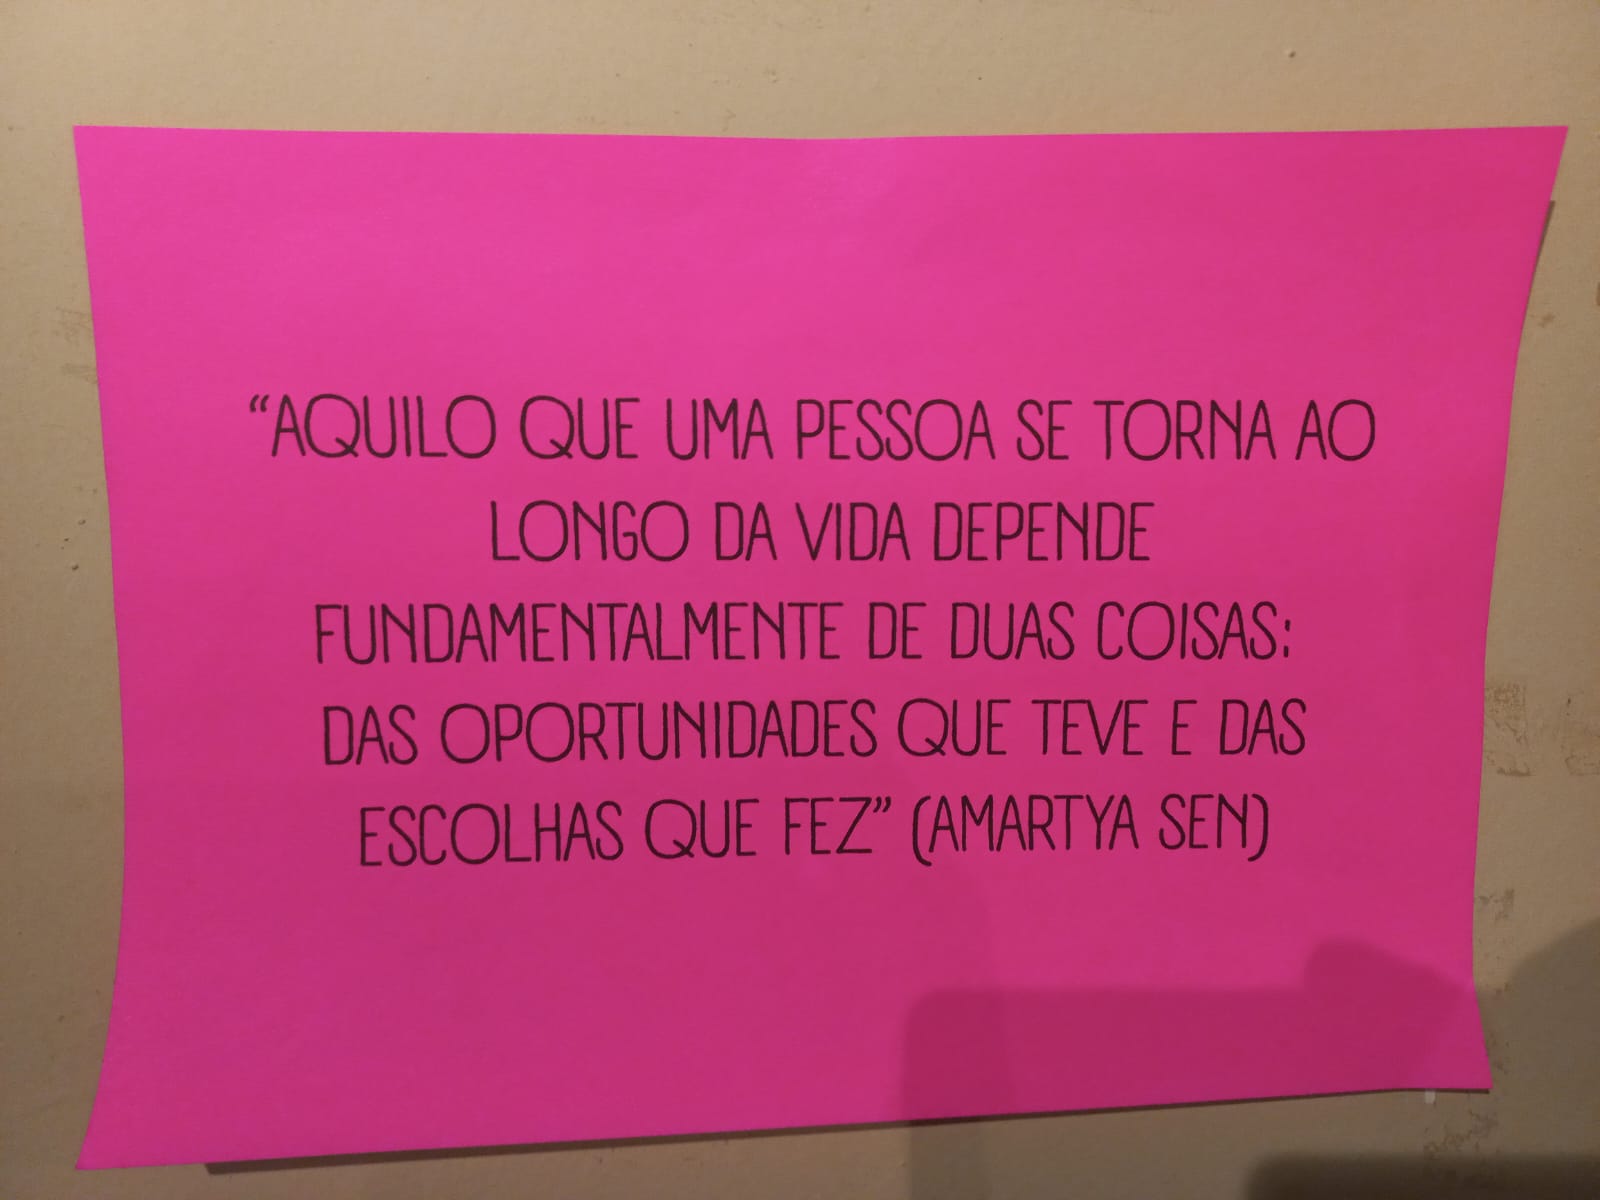 “AQUILO QUE UMA PESSOA SE TORNA AO
LONGO DA VIDA DEPENDE
FUNDAMENTALMENTE DE DUAS COISAS:
DAS OPORTUNIDADES QUE TEVE E DAS
ESCOLHAS QUE FEZ” (AMARTYA SEN)